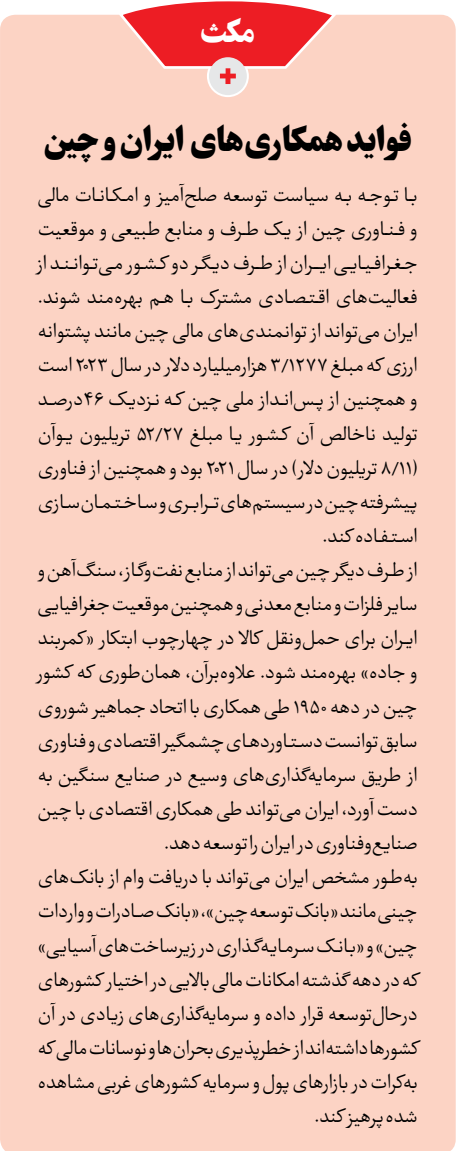 مکث
+
فواید همکاری‌های ایران و چین
با توجه به سیاست توسعه صلح‌آمیز و امکانات مالی
و فناوری چین از یک طرف و منابع طبیعی و موقعیت
جغرافیایی ایران از طرف دیگر دو کشور می‌توانند از
فعالیت‌های اقتصادی مشترک با هم بهره‌مند شوند.
ایران می‌تواند از توانمندی‌های مالی چین مانند پشتوانه
ارزی که مبلغ ۳/۱۲۷۷ هزارمیلیارد دلار در سال ۲۰۲۳ است
و همچنین از پس‌انداز ملی چین که نزدیک ۴۶درصد
تولید ناخالص آن کشور یا مبلغ ۵۲/۲۷ تریلیون یوآن
(۸/۱۱ تریلیون دلار) در سال ۲۰۲۱ بود و همچنین از فناوری
پیشرفته چین در سیستم‌های ترابری و ساختمان سازی
استفاده کند.
از طرف دیگر چین می‌تواند از منابع نفت‌وگاز، سنگ‌آهن و
سایر فلزات و منابع معدنی و همچنین موقعیت جغرافیایی
ایران برای حمل‌ونقل کالا در چهارچوب ابتکار «کمربند
و جاده» بهره‌مند شود. علاوه‌برآن، همان‌طوری که کشور
چین در دهه ۱۹۵۰ طی همکاری با اتحاد جماهیر شوروی
سابق توانست دستاوردهای چشمگیر اقتصادی و فناوری
از طریق سرمایه‌گذاری‌های وسیع در صنایع سنگین به
دست آورد، ایران می‌تواند طی همکاری اقتصادی با چین
صنایع‌وفناوری در ایران را توسعه دهد.
به‌طور مشخص ایران می‌تواند با دریافت وام از بانک‌های
چینی مانند «بانک توسعه چین»، «بانک صادرات و واردات
چین» و «بانک سرمایه‌گذاری در زیرساخت‌های آسیایی»
که در دهه گذشته امکانات مالی بالایی در اختیار کشورهای
درحال‌توسعه قرار داده و سرمایه‌گذاری‌های زیادی در آن
کشورها داشته‌اند از خطرپذیری بحران‌ها و نوسانات مالی که
به‌کرات در بازارهای پول و سرمایه کشورهای غربی مشاهده
شده پرهیز کند.